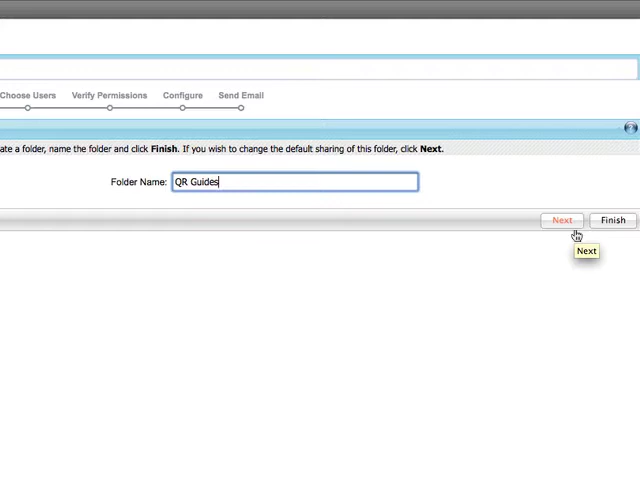 Choose Users Verify Permissions Configure Send Email
ate a folder, name the folder and click Finish. If you wish to change the default sharing of this folder, click Next.
Folder Name: QR Guides
Next Finish
Next